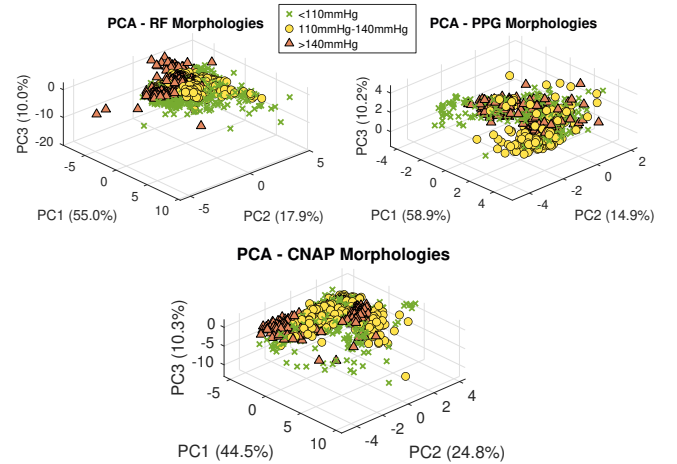 PCA - RF Morphologies
<110mmHg
110mmHg-140mmHg
>140mmHg
PCA - PPG Morphologies
PC3 (10.0%)
0
-10
-20
-5
0
5
10
PC1 (55.0%)
-5
0
5
PC2 (17.9%)
PC3 (10.2%)
4
2
0
-4
-2
0
2
4
PC1 (58.9%)
-4
-2
0
2
PC2 (14.9%)
PCA - CNAP Morphologies
PC3 (10.3%)
0
-5
-10
-5
0
5
10
PC1 (44.5%)
-4
-2
0
2
4
PC2 (24.8%)